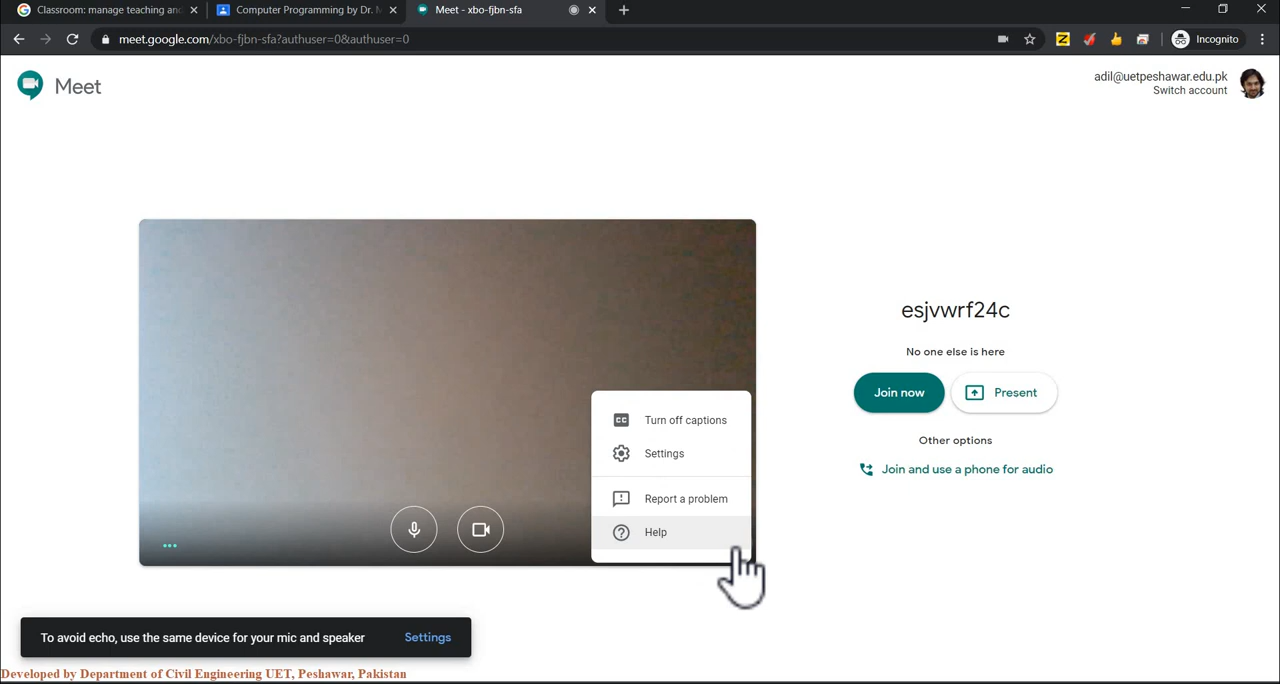 Classroom: manage teaching and
Computer Programming by Dr. M
Meet - xbo-fjbn-sfa
meet.google.com/xbo-fjbn-sfa?authuser=0&authuser=0
Incognito
Meet
adil@uetpeshawar.edu.pk
Switch account
esjvwrf24c
No one else is here
Join now
Present
Other options
Join and use a phone for audio
Turn off captions
Settings
Report a problem
Help
To avoid echo, use the same device for your mic and speaker
Settings
Developed by Department of Civil Engineering UET, Peshawar, Pakistan